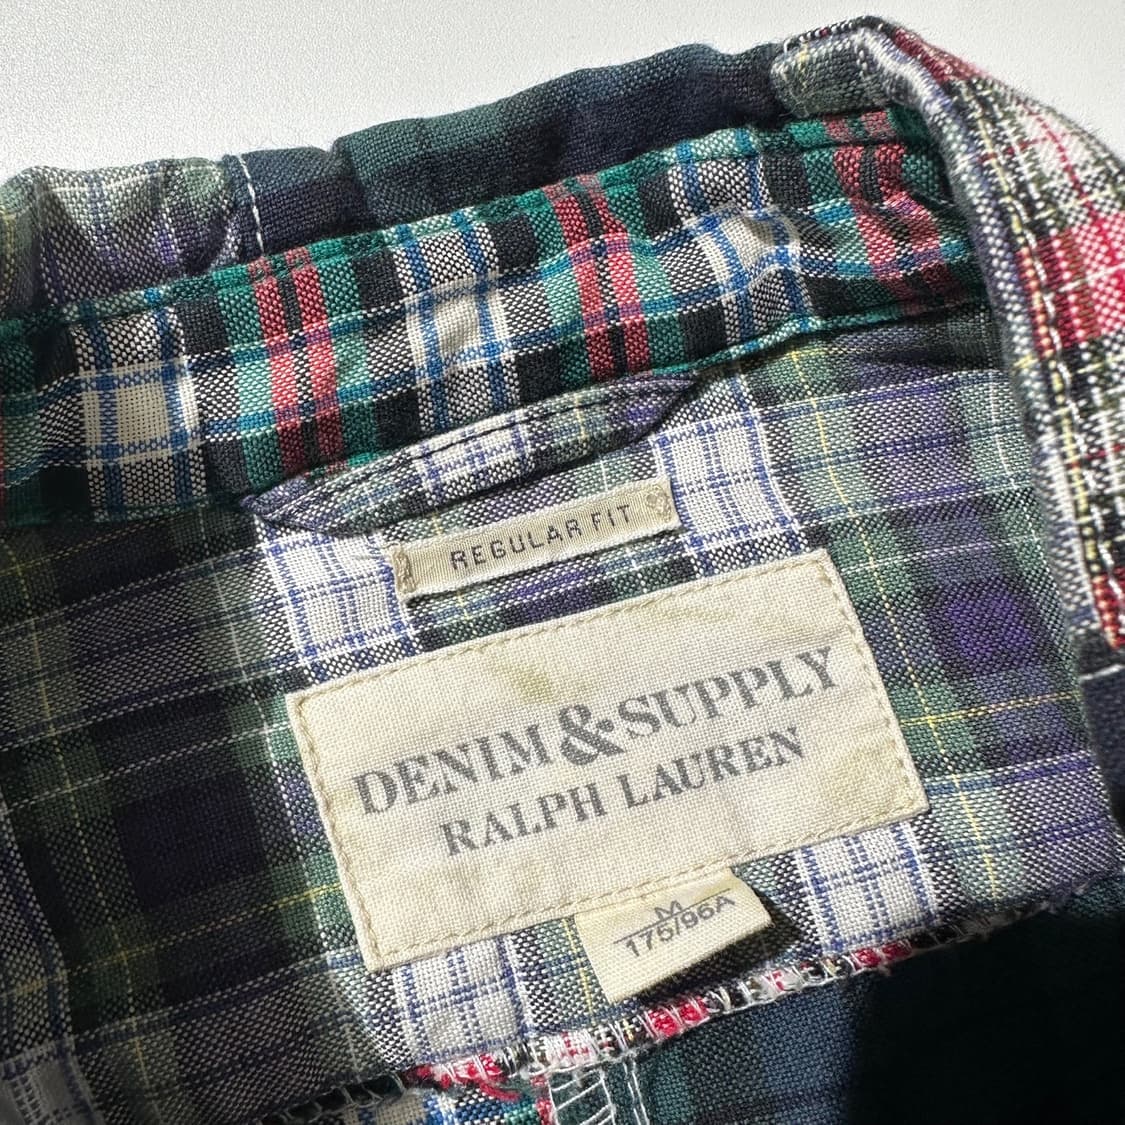 REGULAR FIT
DENIM & SUPPLY
RALPH LAUREN
M
175/96A